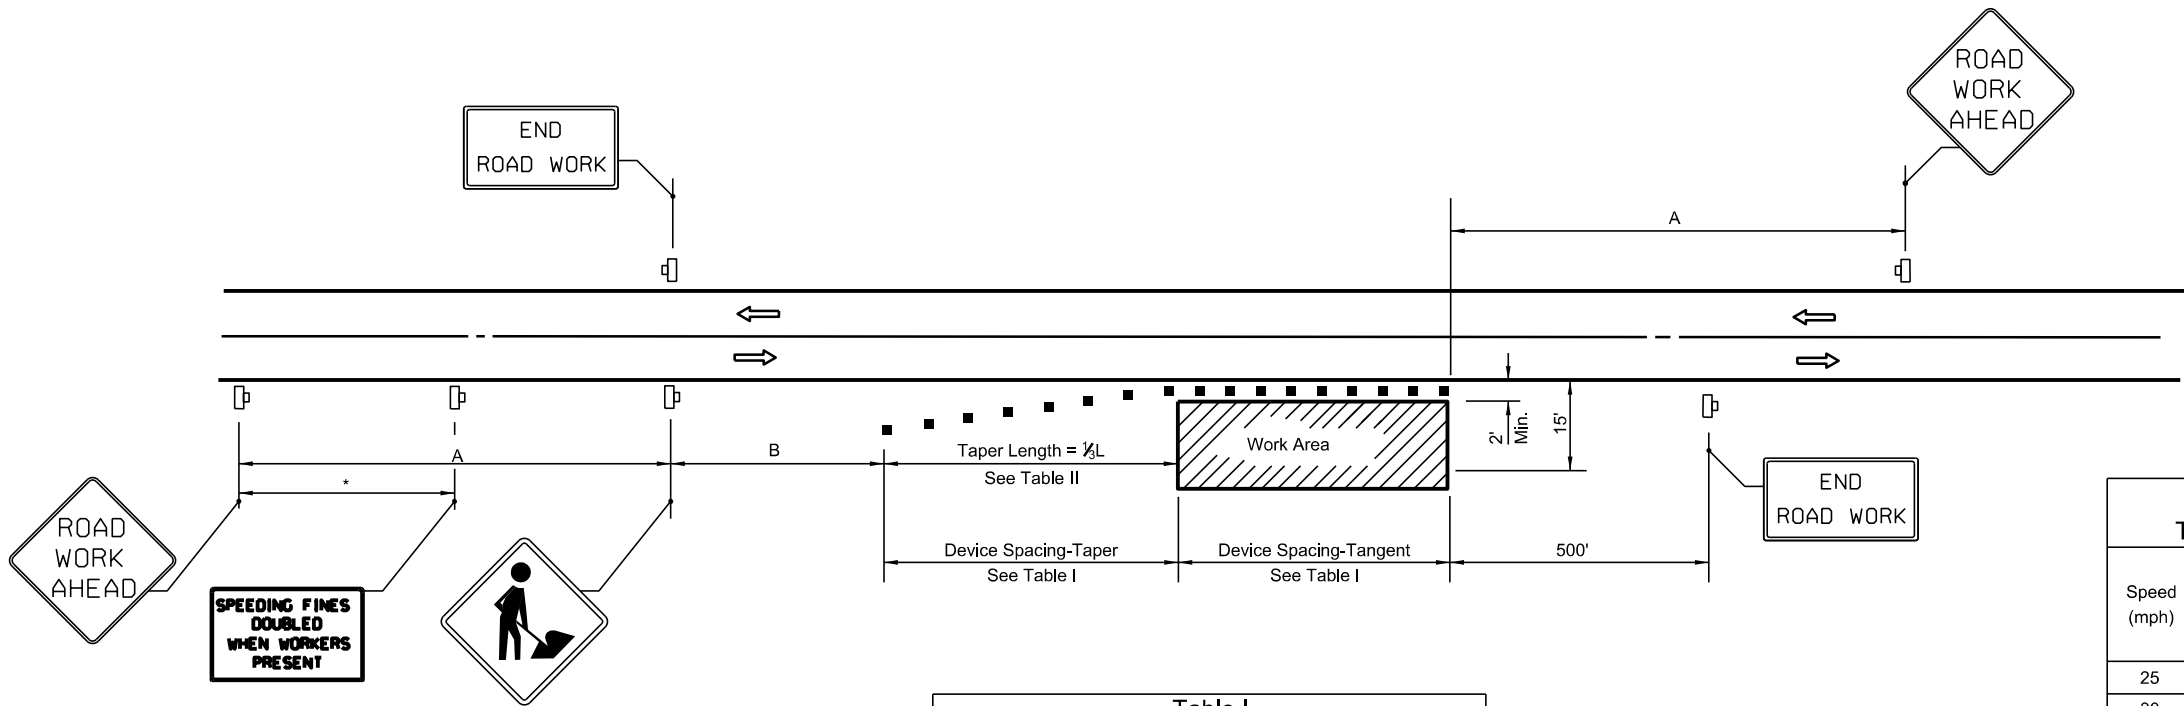 ROAD
WORK
AHEAD
END
ROAD WORK
A
2'
Min.
15'
A
B
Taper Length = ⅓L
See Table II
Work Area
*
END
ROAD WORK
ROAD
WORK
AHEAD
SPEEDING FINES
DOUBLED
WHEN WORKERS
PRESENT
Device Spacing-Taper
See Table I
Device Spacing-Tangent
See Table I
500'
Speed
(mph)
25
Table I